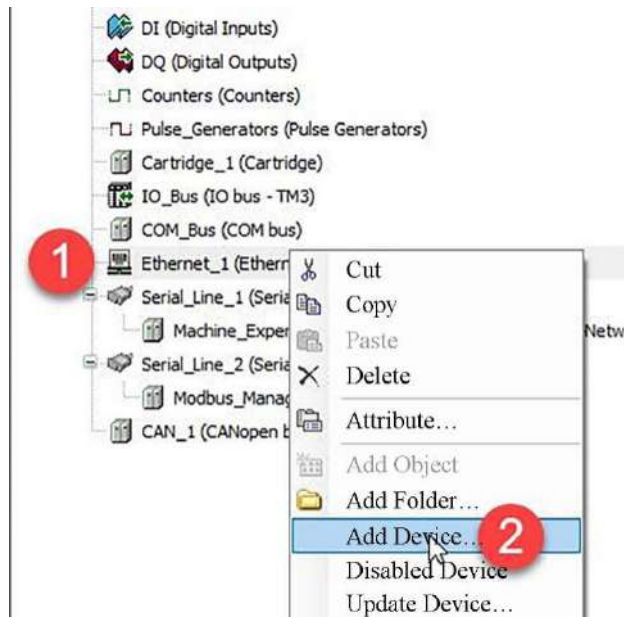 DI (Digital Inputs)
DQ (Digital Outputs)
Counters (Counters)
Pulse_Generators (Pulse Generators)
Cartridge_1 (Cartridge)
IO_Bus (IO bus - TM3)
COM_Bus (COM bus)
1
Ethernet_1 (Ethern
Serial_Line_1 (Seria
Machine_Exper
Netw
Serial_Line_2 (Seria
Modbus_Manag
CAN_1 (CANopen b
Cut
Copy
Paste
Delete
Attribute...
Add Object
Add Folder...
Add Device...
2
Disabled Device
Update Device...